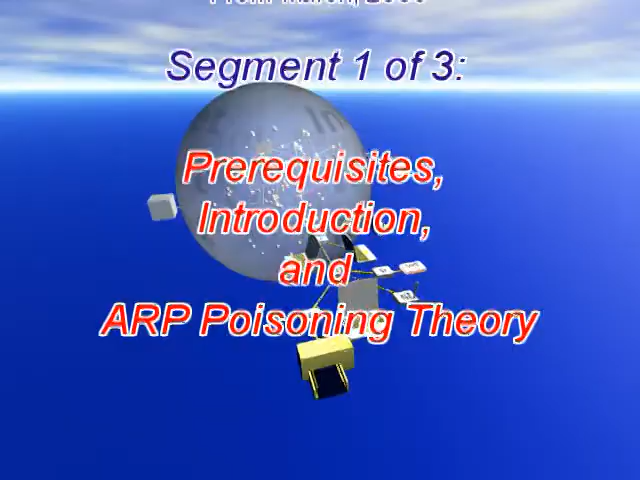 Segment 1 of 3:
Prerequisites,
Introduction,
and
ARP Poisoning Theory